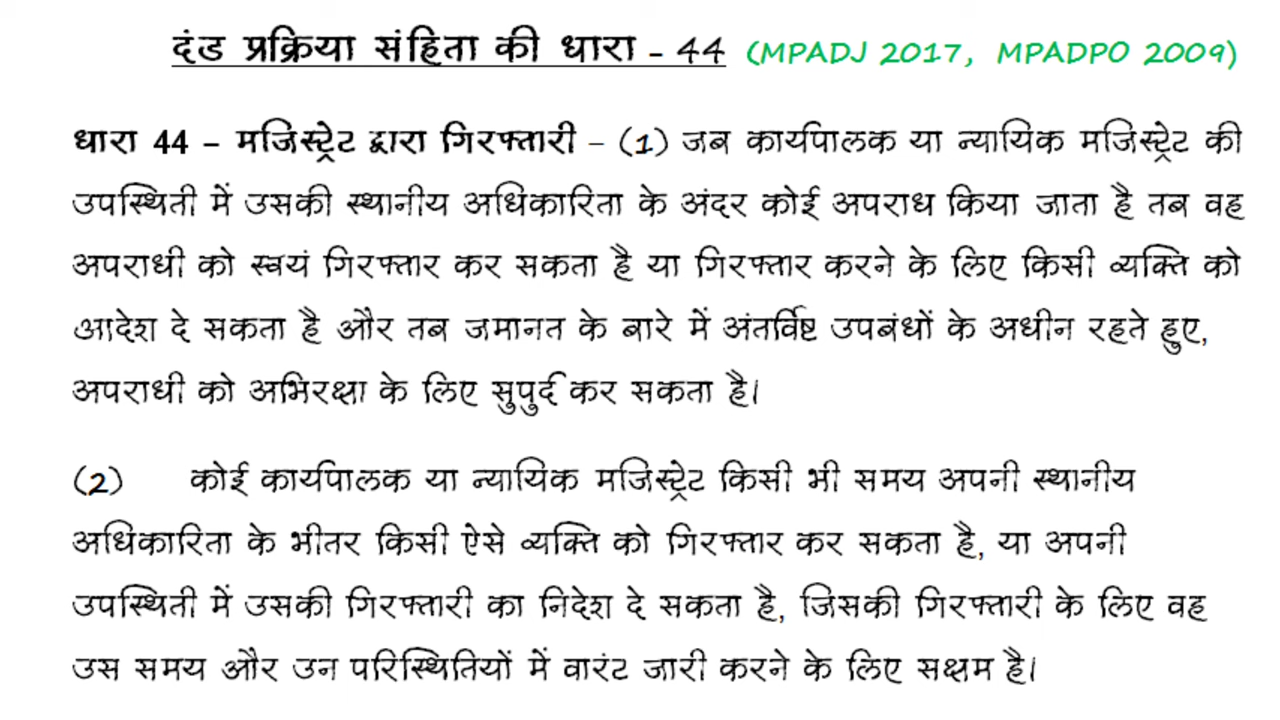 दंड प्रक्रिया संहिता की धारा - 44 (MPADJ 2017, MPADPO 2009)
धारा 44 – मजिस्ट्रेट द्वारा गिरफ्तारी – (1) जब कार्यपालक या न्यायिक मजिस्ट्रेट की
उपस्थिती में उसकी स्थानीय अधिकारिता के अंदर कोई अपराध किया जाता है तब वह
अपराधी को स्वयं गिरफ्तार कर सकता है या गिरफ्तार करने के लिए किसी व्यक्ति को
आदेश दे सकता है और तब जमानत के बारे में अंतर्विष्ट उपबंधों के अधीन रहते हुए,
अपराधी को अभिरक्षा के लिए सुपुर्द कर सकता है।
(2) कोई कार्यपालक या न्यायिक मजिस्ट्रेट किसी भी समय अपनी स्थानीय
अधिकारिता के भीतर किसी ऐसे व्यक्ति को गिरफ्तार कर सकता है, या अपनी
उपस्थिती में उसकी गिरफ्तारी का निदेश दे सकता है, जिसकी गिरफ्तारी के लिए वह
उस समय और उन परिस्थितियों में वारंट जारी करने के लिए सक्षम है।